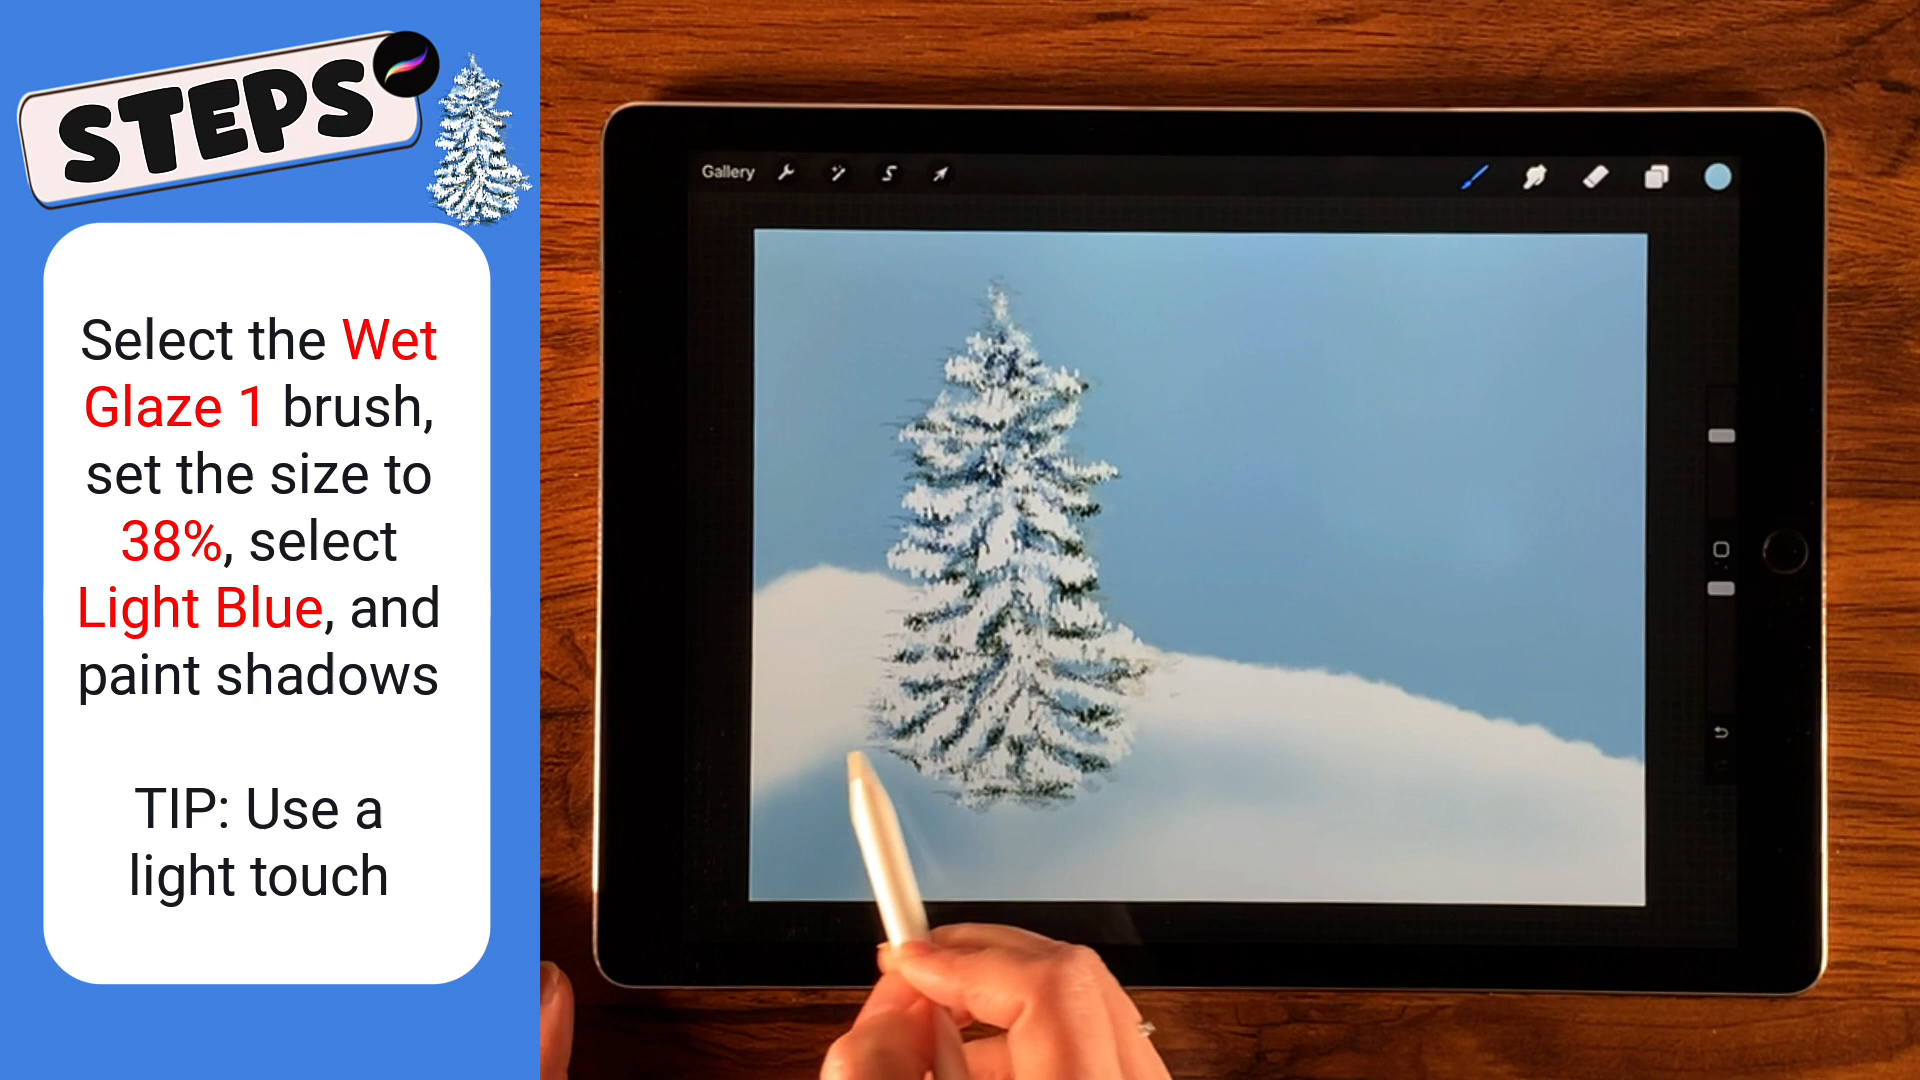 STEPS
Select the Wet
Glaze 1 brush,
set the size to
38%, select
Light Blue, and
paint shadows
TIP: Use a
light touch
Gallery